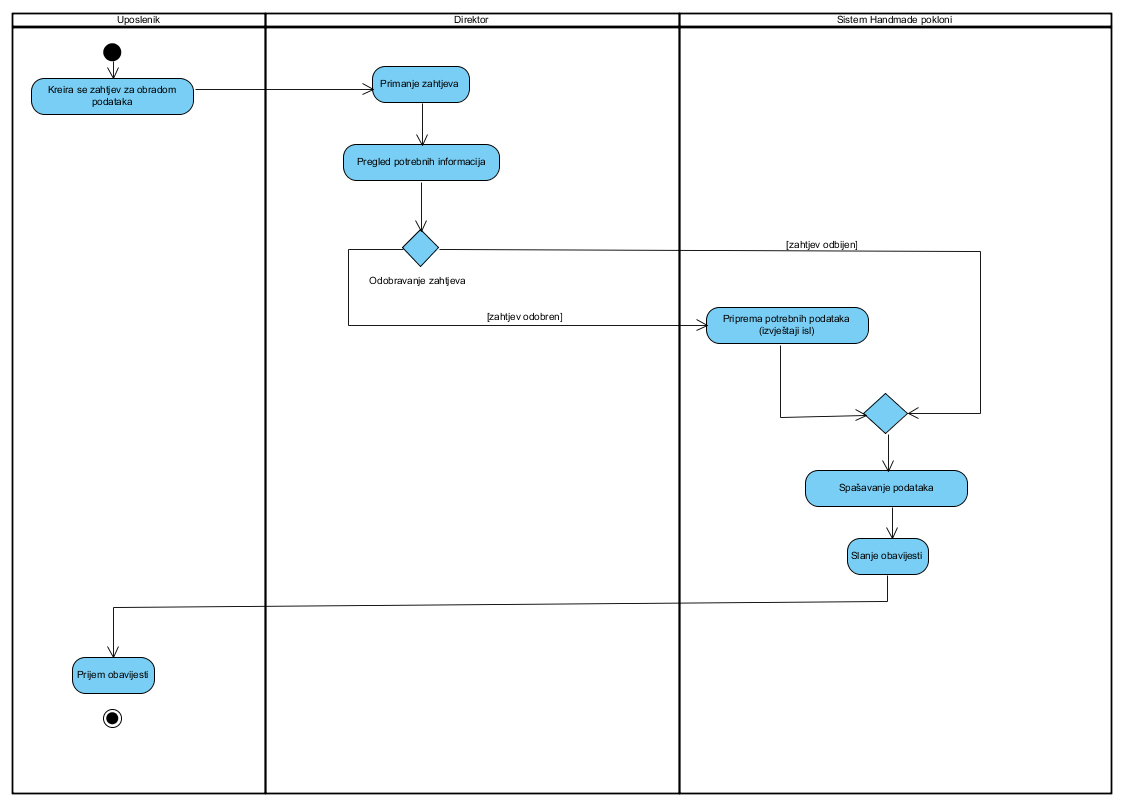 Uposlenik
Direktor
Sistem Handmade pokloni
Kreira se zahtjev za obradom
podataka
Primanje zahtjeva
Pregled potrebnih informacija
[zahtjev odbijen]
Odobravanje zahtjeva
[zahtjev odobren]
Priprema potrebnih podataka
(izvještaji isl)
Spašavanje podataka
Slanje obavijesti
Prijem obavijesti